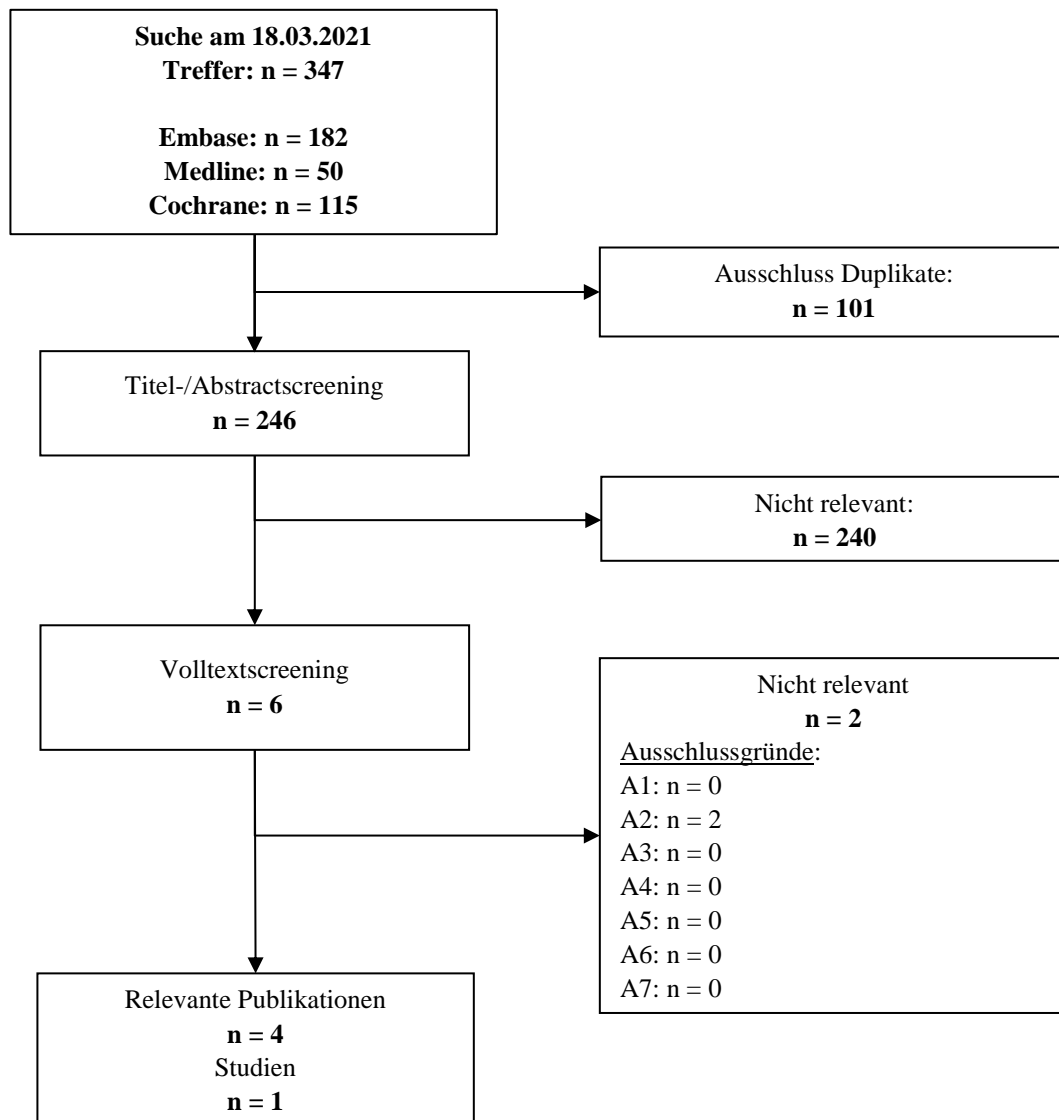 Suche am 18.03.2021
Treffer: n = 347
Embase: n = 182
Medline: n = 50
Cochrane: n = 115
Ausschluss Duplikate:
n = 101
Titel-/Abstractscreening
n = 246
Nicht relevant:
n = 240
Volltextscreening
n = 6
Nicht relevant
n = 2
Ausschlussgründe:
A1: n = 0
A2: n = 2
A3: n = 0
A4: n = 0
A5: n = 0
A6: n = 0
A7: n = 0
Relevante Publikationen
n = 4
Studien
n = 1